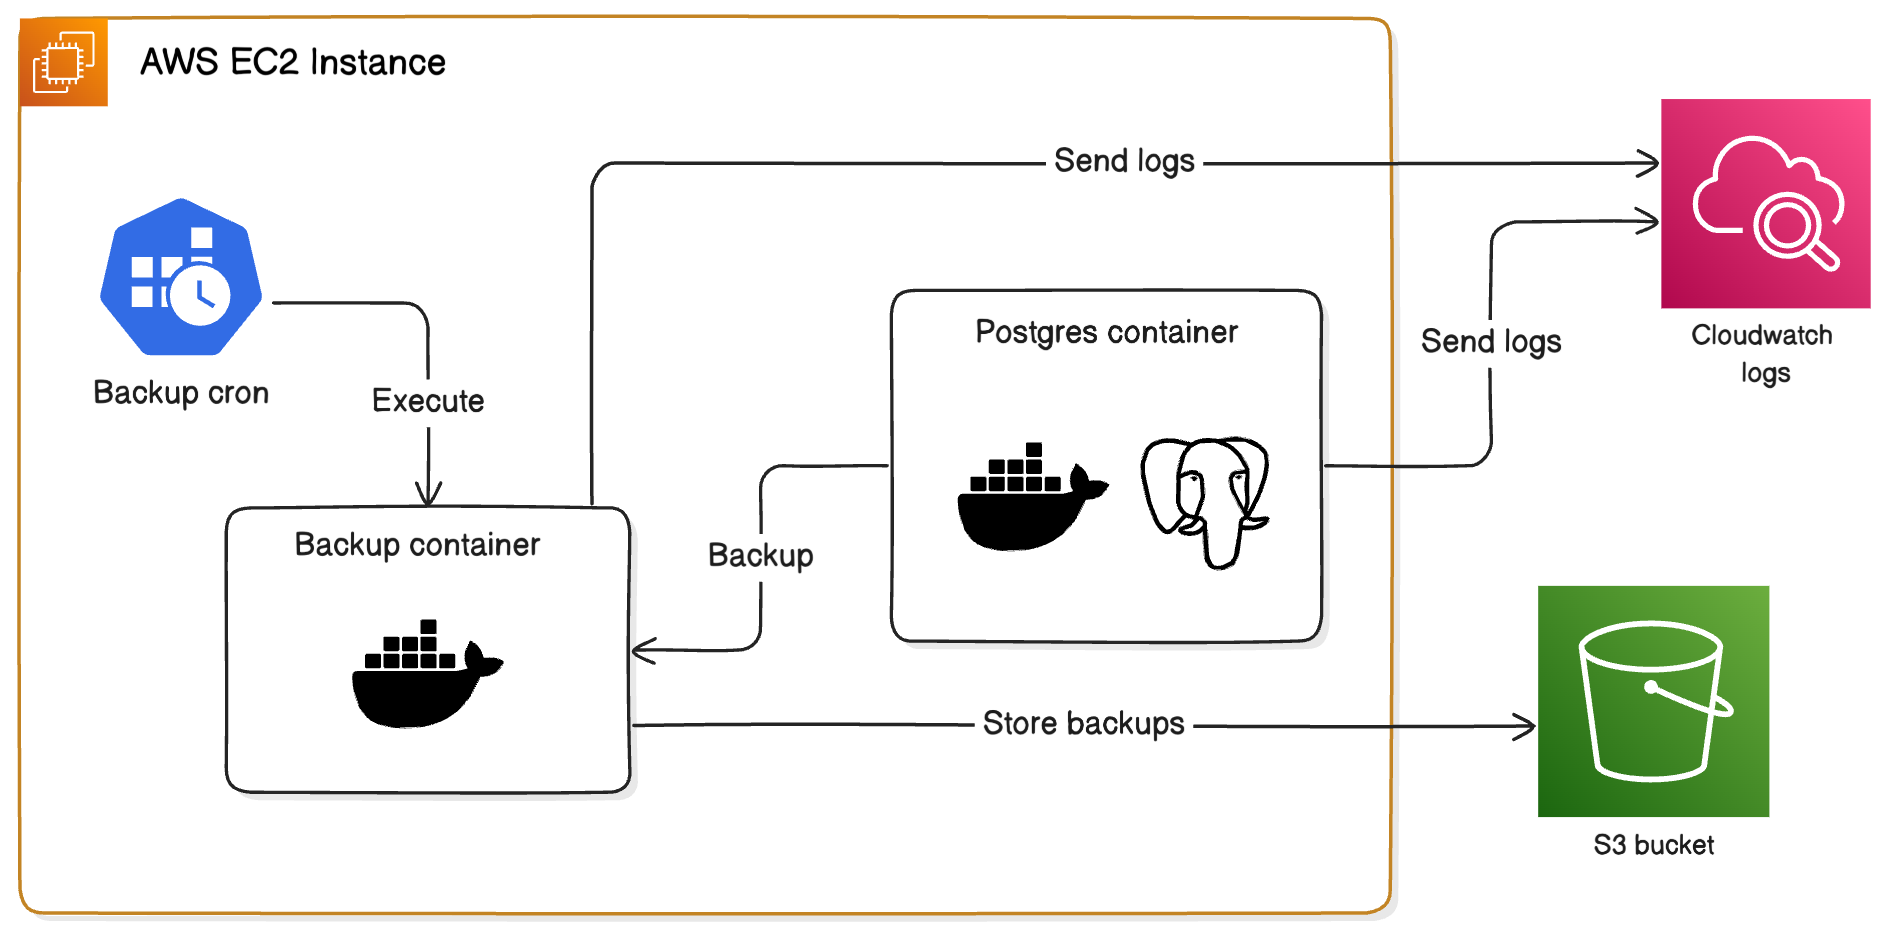 AWS EC2 Instance
Send logs
Backup cron
Execute
Postgres container
Send logs
Cloudwatch
logs
Backup container
Backup
Store backups
S3 bucket